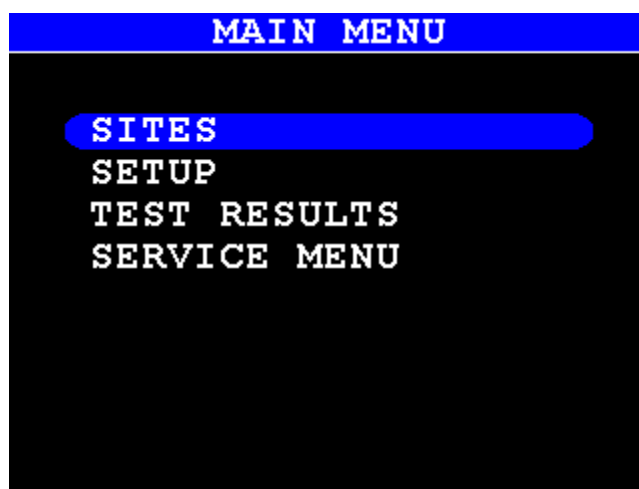 MAIN MENU
SITES
SETUP
TEST RESULTS
SERVICE MENU